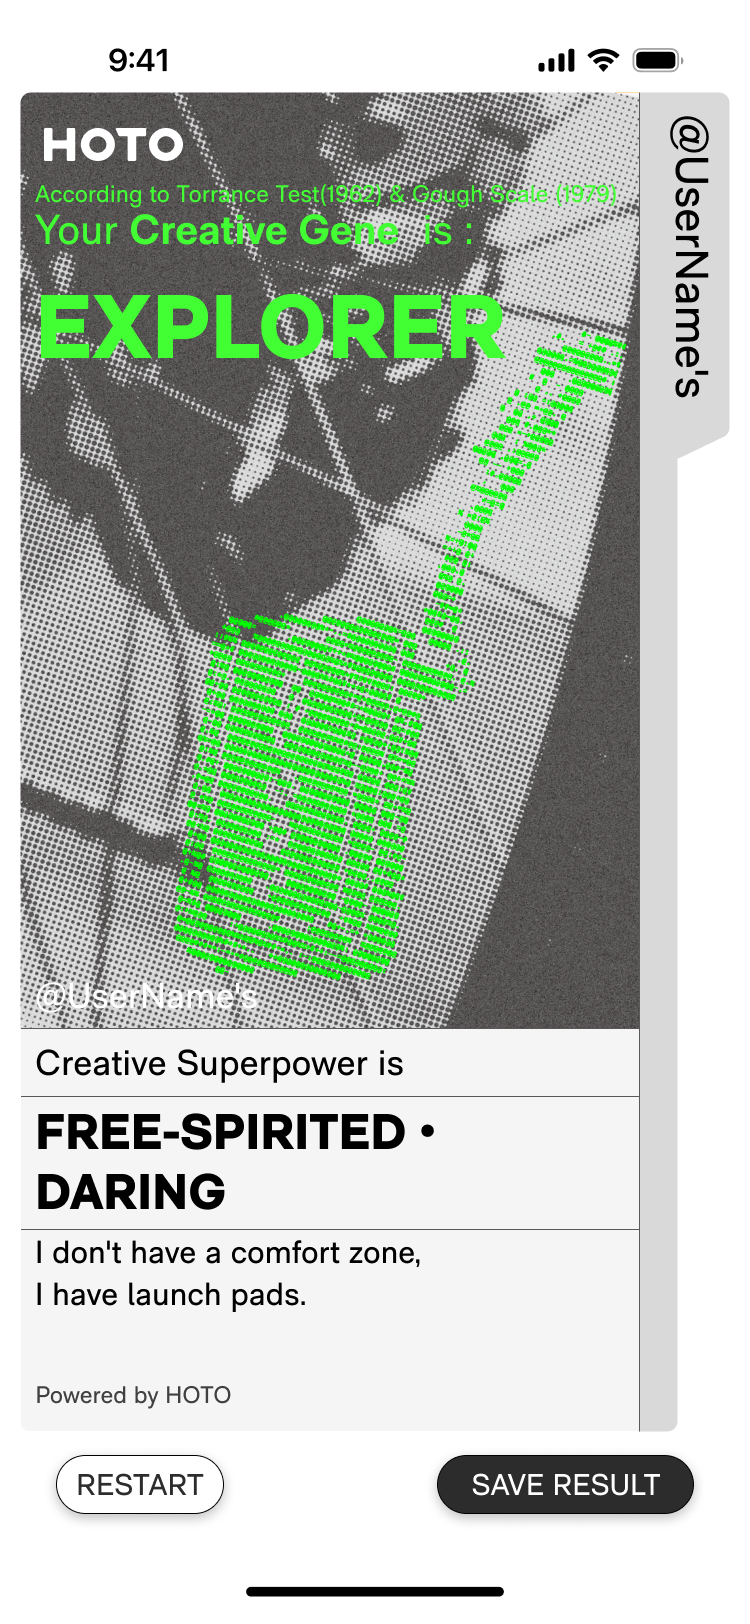 9:41
HOTO
According to Torrance Test(1962) & Gough Scale (1979)
Your Creative Gene is :
EXPLORER
@UserName's
@UserName's
Creative Superpower is
FREE-SPIRITED •
DARING
I don't have a comfort zone,
I have launch pads.
Powered by HOTO
RESTART
SAVE RESULT